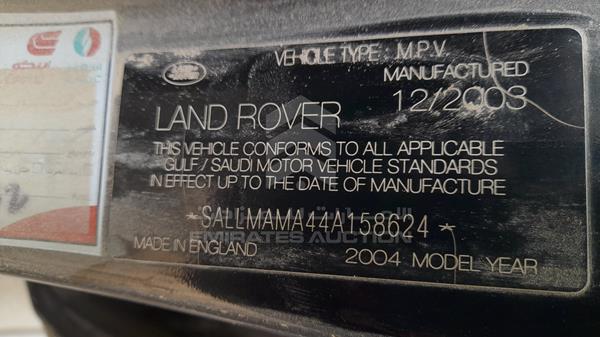 VEHICLE TYPE : M.P.V.
MANUFACTURED
12/2003
LAND ROVER
THIS VEHICLE CONFORMS TO ALL APPLICABLE
GULF / SAUDI MOTOR VEHICLE STANDARDS
IN EFFECT UP TO THE DATE OF MANUFACTURE
*SALLMAMA44A158624*
EMIRATES AUCTION
MADE IN ENGLAND
2004 MODEL YEAR